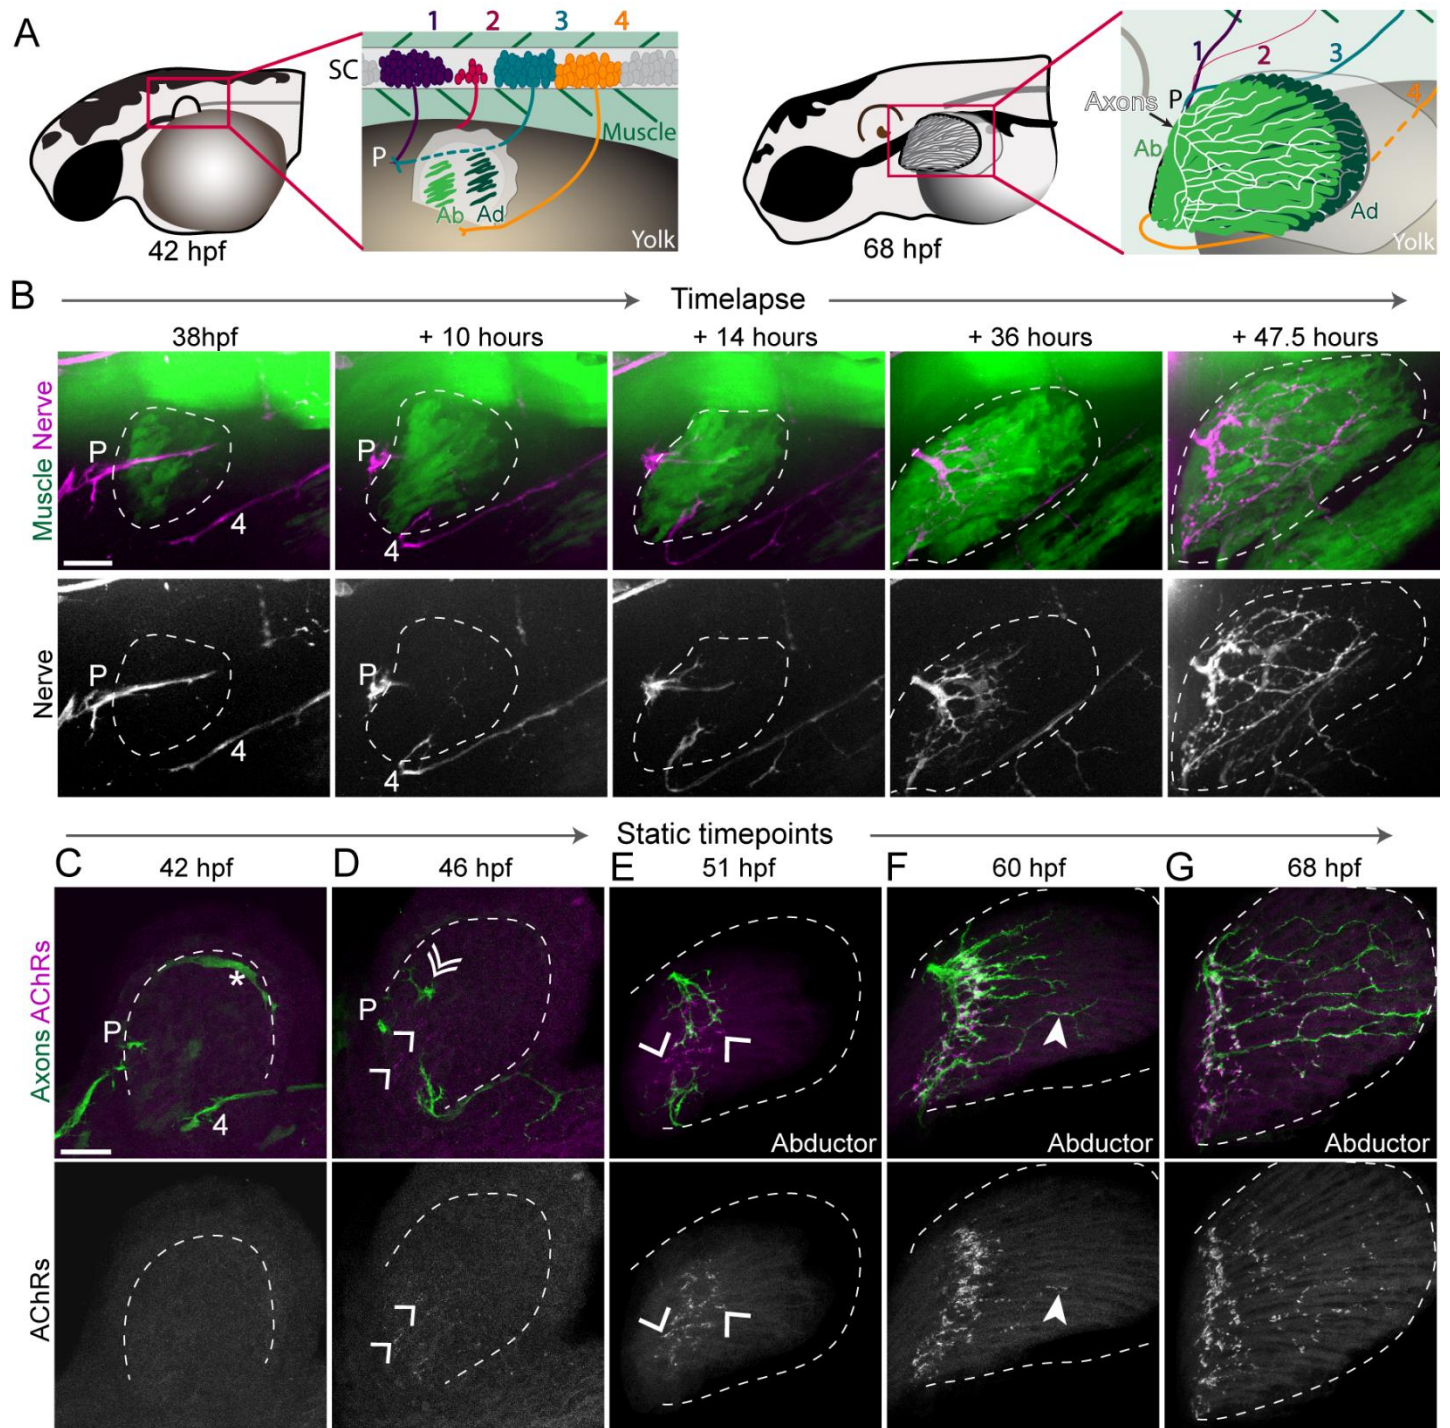 A
1 2 3 4
SC
Muscle
P
Ab Ad
Yolk
42 hpf
68 hpf
1 2 3
P
Axons
4
Ab
Ad
Yolk
B
Timelapse
38hpf + 10 hours + 14 hours + 36 hours + 47.5 hours
Muscle Nerve
P
4
P
4
Nerve
P
4
P
4
Static timepoints
C 42 hpf D 46 hpf E 51 hpf F 60 hpf G 68 hpf
Axons AChRs
*
P
4
P
Abductor
Abductor
Abductor
AChRs